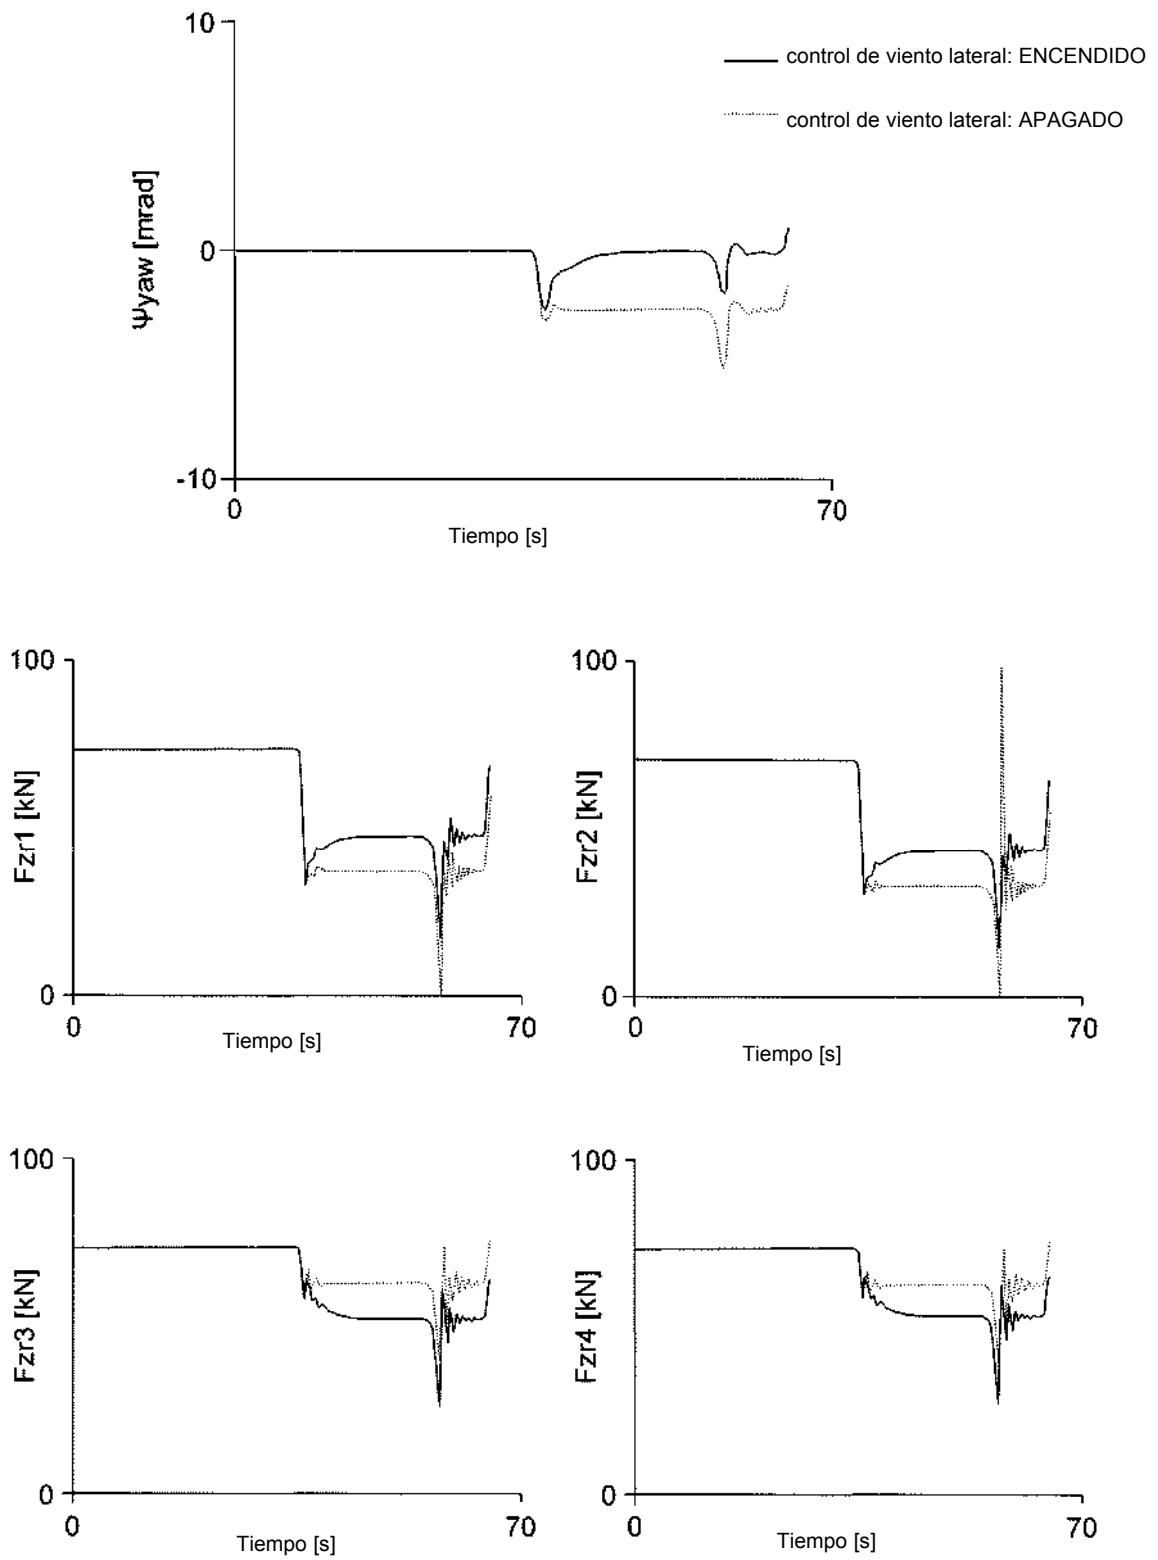 10
control de viento lateral: ENCENDIDO
control de viento lateral: APAGADO
Ψyaw [mrad]
0
-10
0
70
Tiempo [s]
100
Fzr1 [kN]
0
0
70
Tiempo [s]
100
Fzr2 [kN]
0
0
70
Tiempo [s]
100
Fzr3 [kN]
0
0
70
Tiempo [s]
100
Fzr4 [kN]
0
0
70
Tiempo [s]